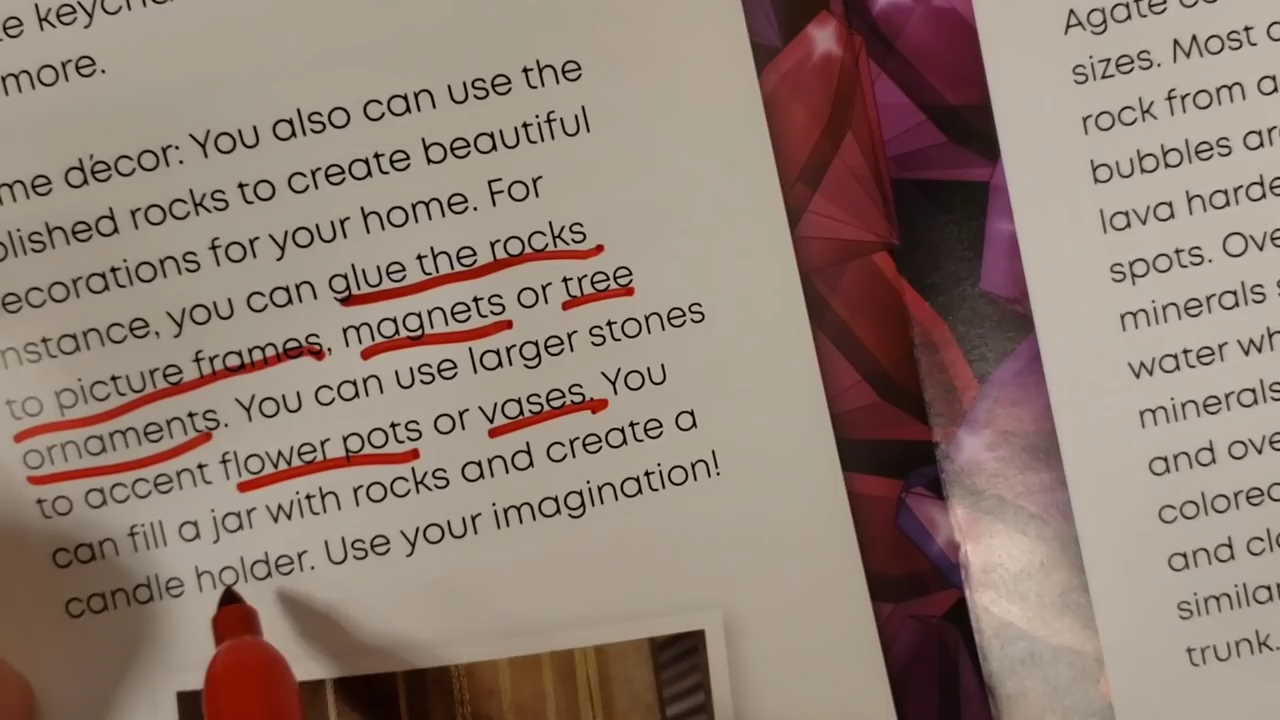 more.
me décor: You also can use the
olished rocks to create beautiful
ecorations for your home. For
nstance, you can glue the rocks
to picture frames, magnets or tree
ornaments. You can use larger stones
to accent flower pots or vases. You
can fill a jar with rocks and create a
candle holder. Use your imagination!
Agate
sizes. Most
rock from a
bubbles ar
lava harde
spots. Ove
minerals
water wh
minerals
and ove
colored
and clo
similar
trunk.